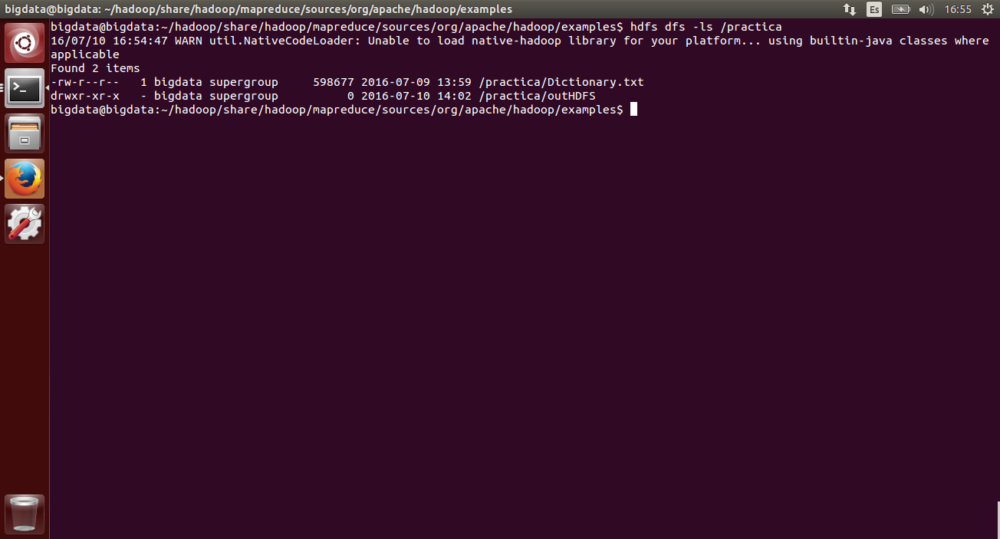 bigdata@bigdata: ~/hadoop/share/hadoop/mapreduce/sources/org/apache/hadoop/examples Es 16:55
bigdata@bigdata:~/hadoop/share/hadoop/mapreduce/sources/org/apache/hadoop/examples$ hdfs dfs -ls /practica
16/07/10 16:54:47 WARN util.NativeCodeLoader: Unable to load native-hadoop library for your platform... using builtin-java classes where
applicable
Found 2 items
-rw-r--r--   1 bigdata supergroup     598677 2016-07-09 13:59 /practica/Dictionary.txt
drwxr-xr-x   - bigdata supergroup          0 2016-07-10 14:02 /practica/outHDFS
bigdata@bigdata:~/hadoop/share/hadoop/mapreduce/sources/org/apache/hadoop/examples$